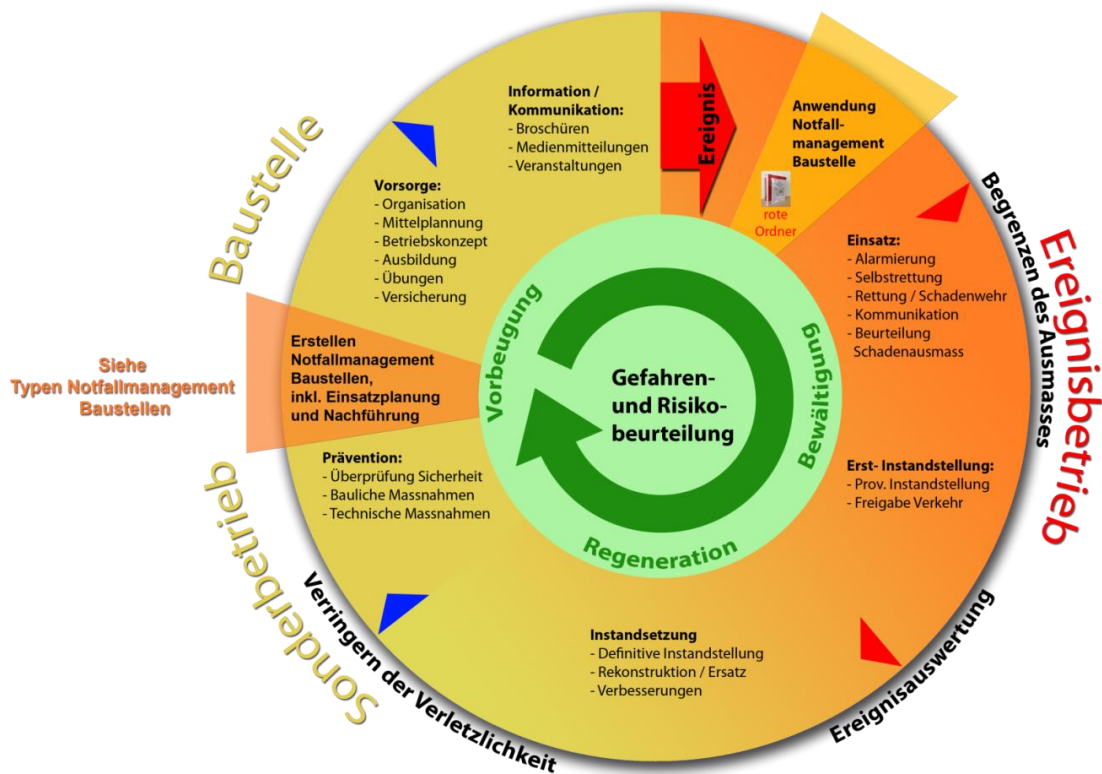 Information /
Kommunikation:
- Broschüren
- Medienmitteilungen
- Veranstaltungen
Ereignis
Anwendung
Notfall-
management
Baustelle
rote
Ordner
Baustelle
Vorsorge:
- Organisation
- Mittelplannung
- Betriebskonzept
- Ausbildung
- Übungen
- Versicherung
Begrenzen des Ausmasses
Ereignisbetrieb
Einsatz:
- Alarmierung
- Selbstrettung
- Rettung / Schadenwehr
- Kommunikation
- Beurteilung
Schadenausmass
Siehe
Typen Notfallmanagement
Baustellen
Erstellen
Notfallmanagement
Baustellen,
inkl. Einsatzplanung
und Nachführung
Vorbeugung
Gefahren-
und Risiko-
beurteilung
Bewältigung
Regeneration
Prävention:
- Überprüfung Sicherheit
- Bauliche Massnahmen
- Technische Massnahmen
Erst- Instandstellung:
- Prov. Instandstellung
- Freigabe Verkehr
Sonderbetrieb
Verringern der Verletzlichkeit
Instandsetzung
- Definitive Instandstellung
- Rekonstruktion / Ersatz
- Verbesserungen
Ereignisauswertung